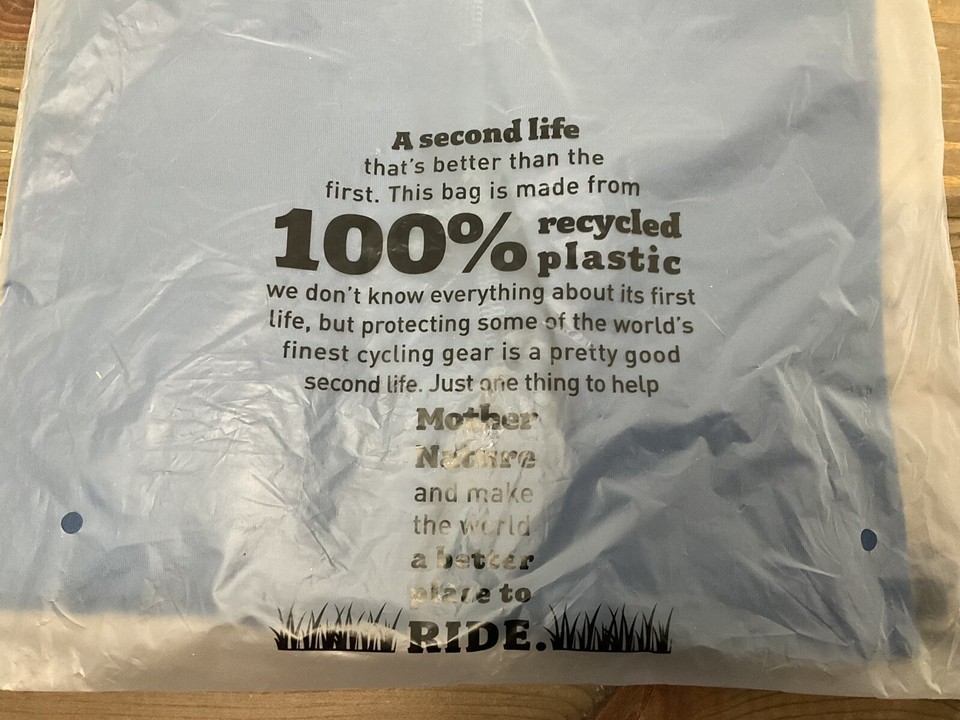 A second life
that's better than the
first. This bag is made from
100% recycled
plastic
we don't know everything about its first
life, but protecting some of the world's
finest cycling gear is a pretty good
second life. Just one thing to help
Mother
Nature
and make
the world
a better
place to
RIDE.